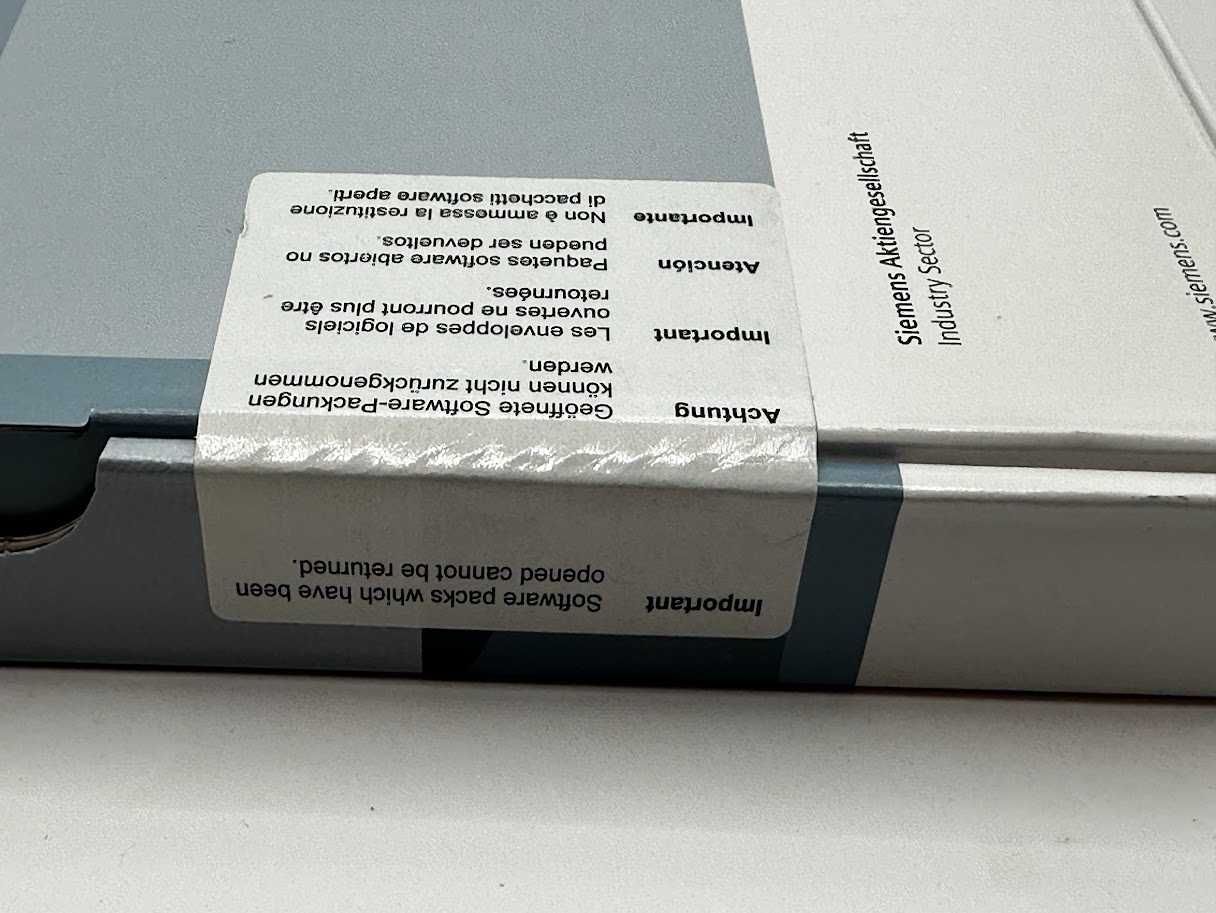 Important
Software packs which have been
opened cannot be returned.
Achtung
Geöffnete Software-Packungen
können nicht zurückgenommen
werden.
Important
Les enveloppes de logiciels
ouvertes ne pourront plus être
retournées.
Atención
Paquetes software abiertos no
pueden ser devueltos.
Importante
Non è ammessa la restituzione
di pacchetti software aperti.
Siemens Aktiengesellschaft
Industry Sector
www.siemens.com